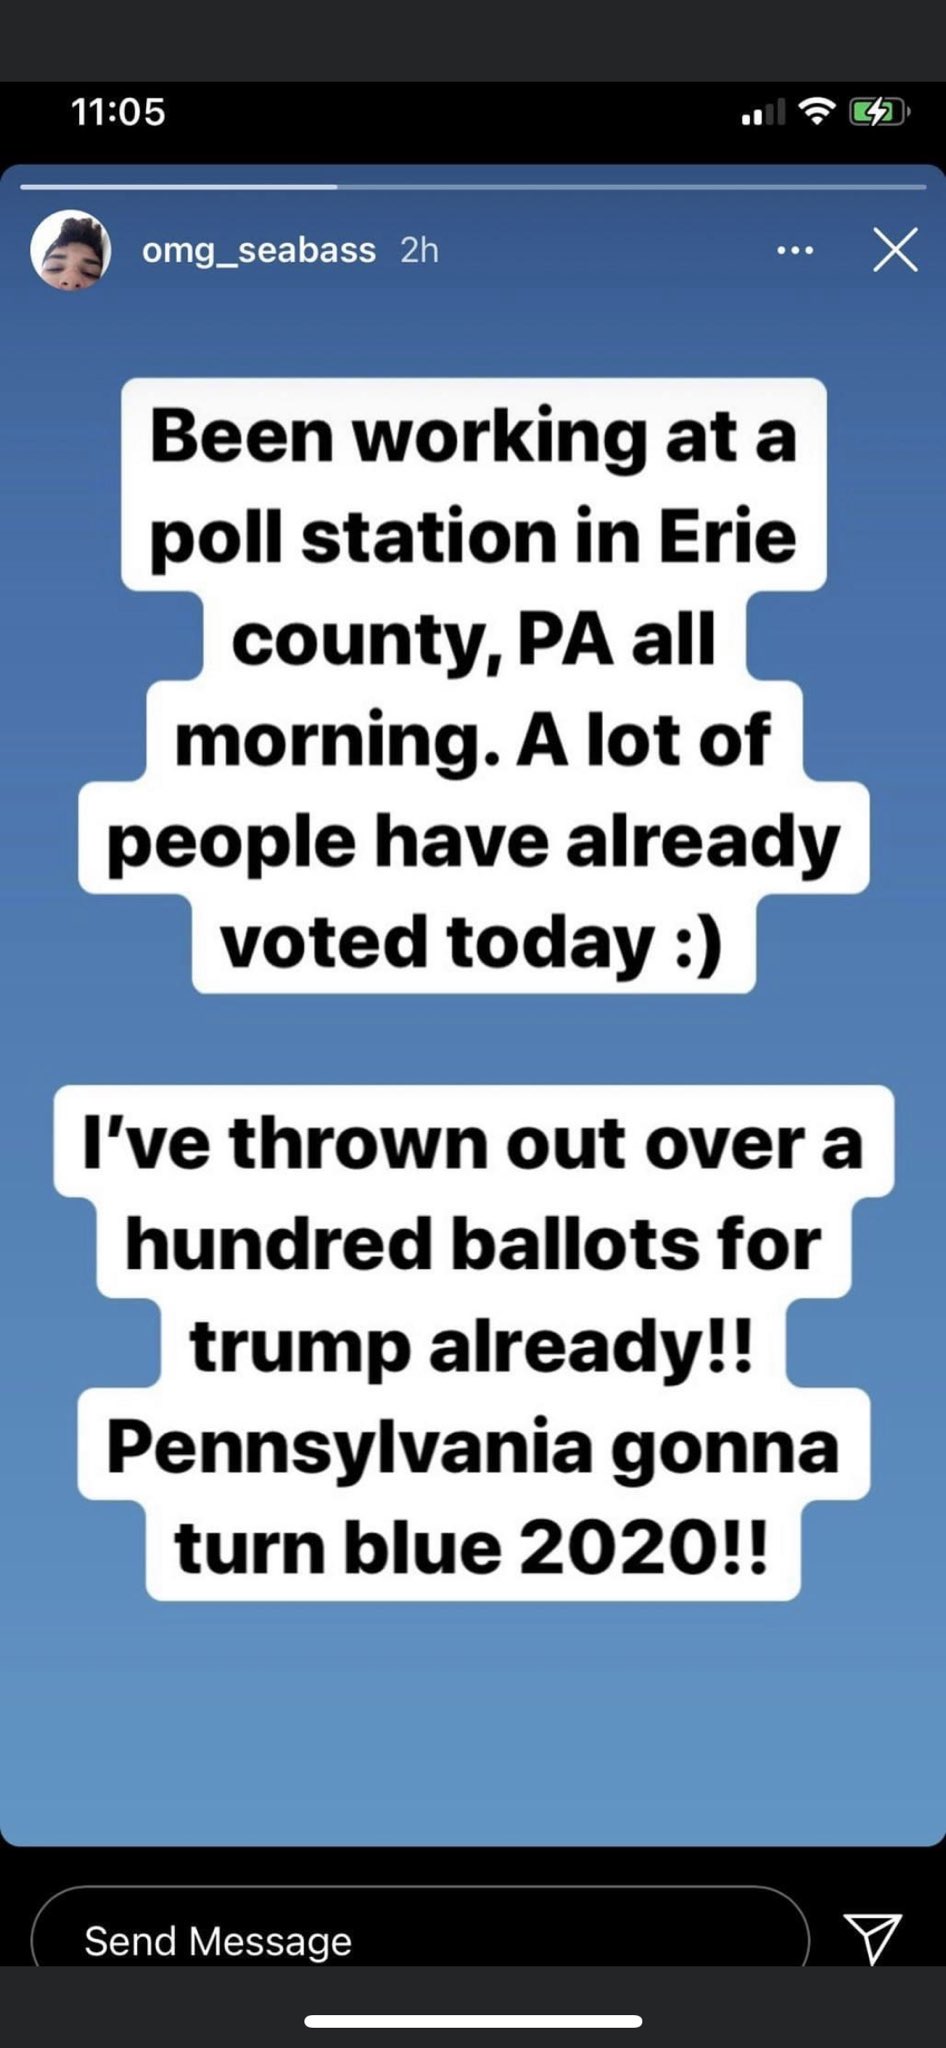 11:05
omg_seabass 2h
Been working at a
poll station in Erie
county, PA all
morning. A lot of
people have already
voted today :)
I've thrown out over a
hundred ballots for
trump already!!
Pennsylvania gonna
turn blue 2020!!
Send Message